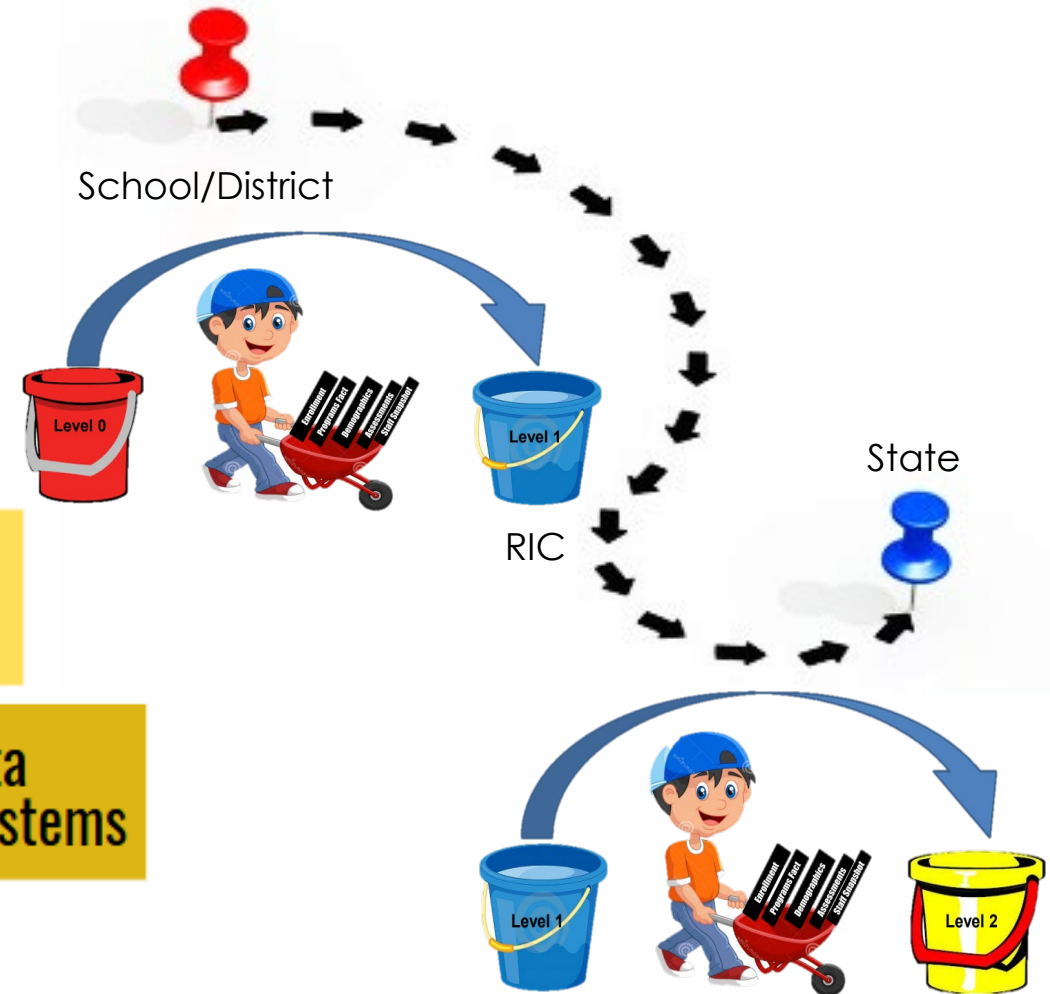 School/District
Level 0
Enrollment
Programs Fact
Demographics
Assessments
Staff Snapshot
Level 1
State
RIC
stems
Level 1
Enrollment
Programs Fact
Demographics
Assessments
Staff Snapshot
Level 2